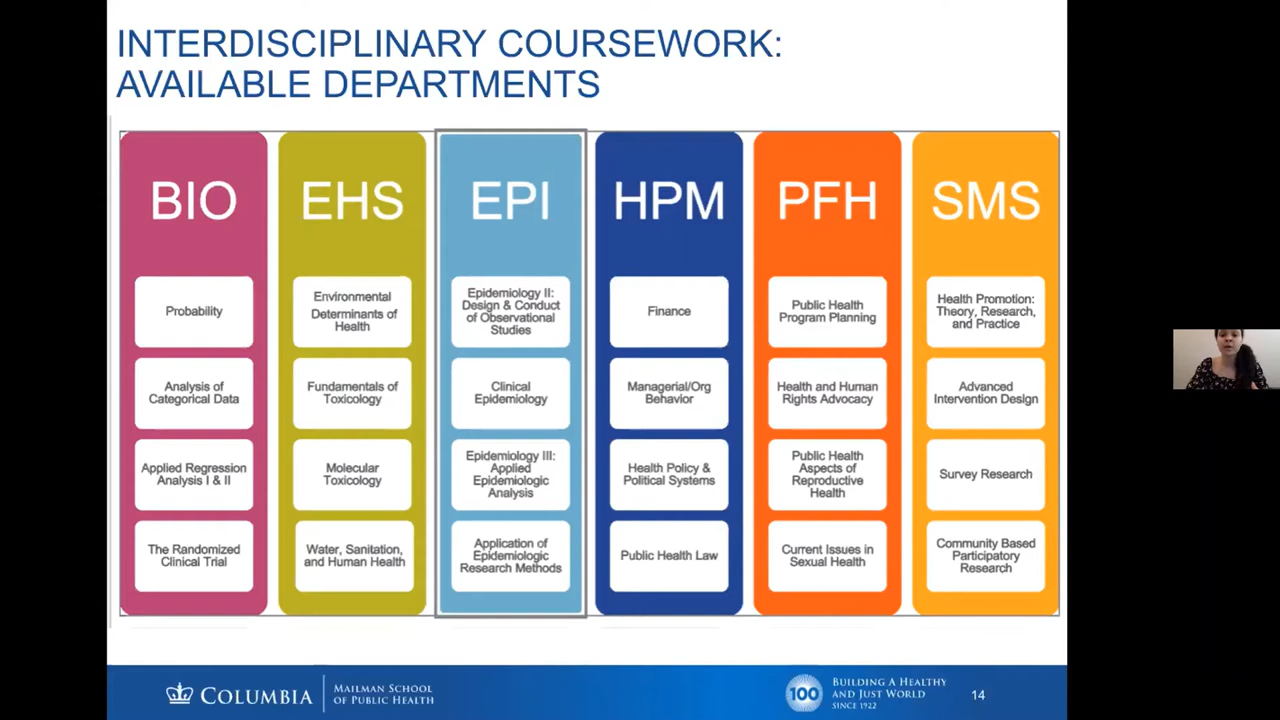 INTERDISCIPLINARY COURSEWORK:
AVAILABLE DEPARTMENTS
BIO
Probability
Analysis of
Categorical Data
Applied Regression
Analysis I & II
The Randomized
Clinical Trial
EHS
Environmental
Determinants of
Health
Fundamentals of
Toxicology
Molecular
Toxicology
Water, Sanitation,
and Human Health
EPI
Epidemiology II:
Design & Conduct
of Observational
Studies
Clinical
Epidemiology
Epidemiology III:
Applied
Epidemiologic
Analysis
Application of
Epidemiologic
Research Methods
HPM
Finance
Managerial/Org
Behavior
Health Policy &
Political Systems
Public Health Law
PFH
Public Health
Program Planning
Health and Human
Rights Advocacy
Public Health
Aspects of
Reproductive
Health
Current Issues in
Sexual Health
SMS
Health Promotion:
Theory, Research,
and Practice
Advanced
Intervention Design
Survey Research
Community Based
Participatory
Research
COLUMBIA
MAILMAN SCHOOL
OF PUBLIC HEALTH
100
BUILDING A HEALTHY
AND JUST WORLD
SINCE 1922
14